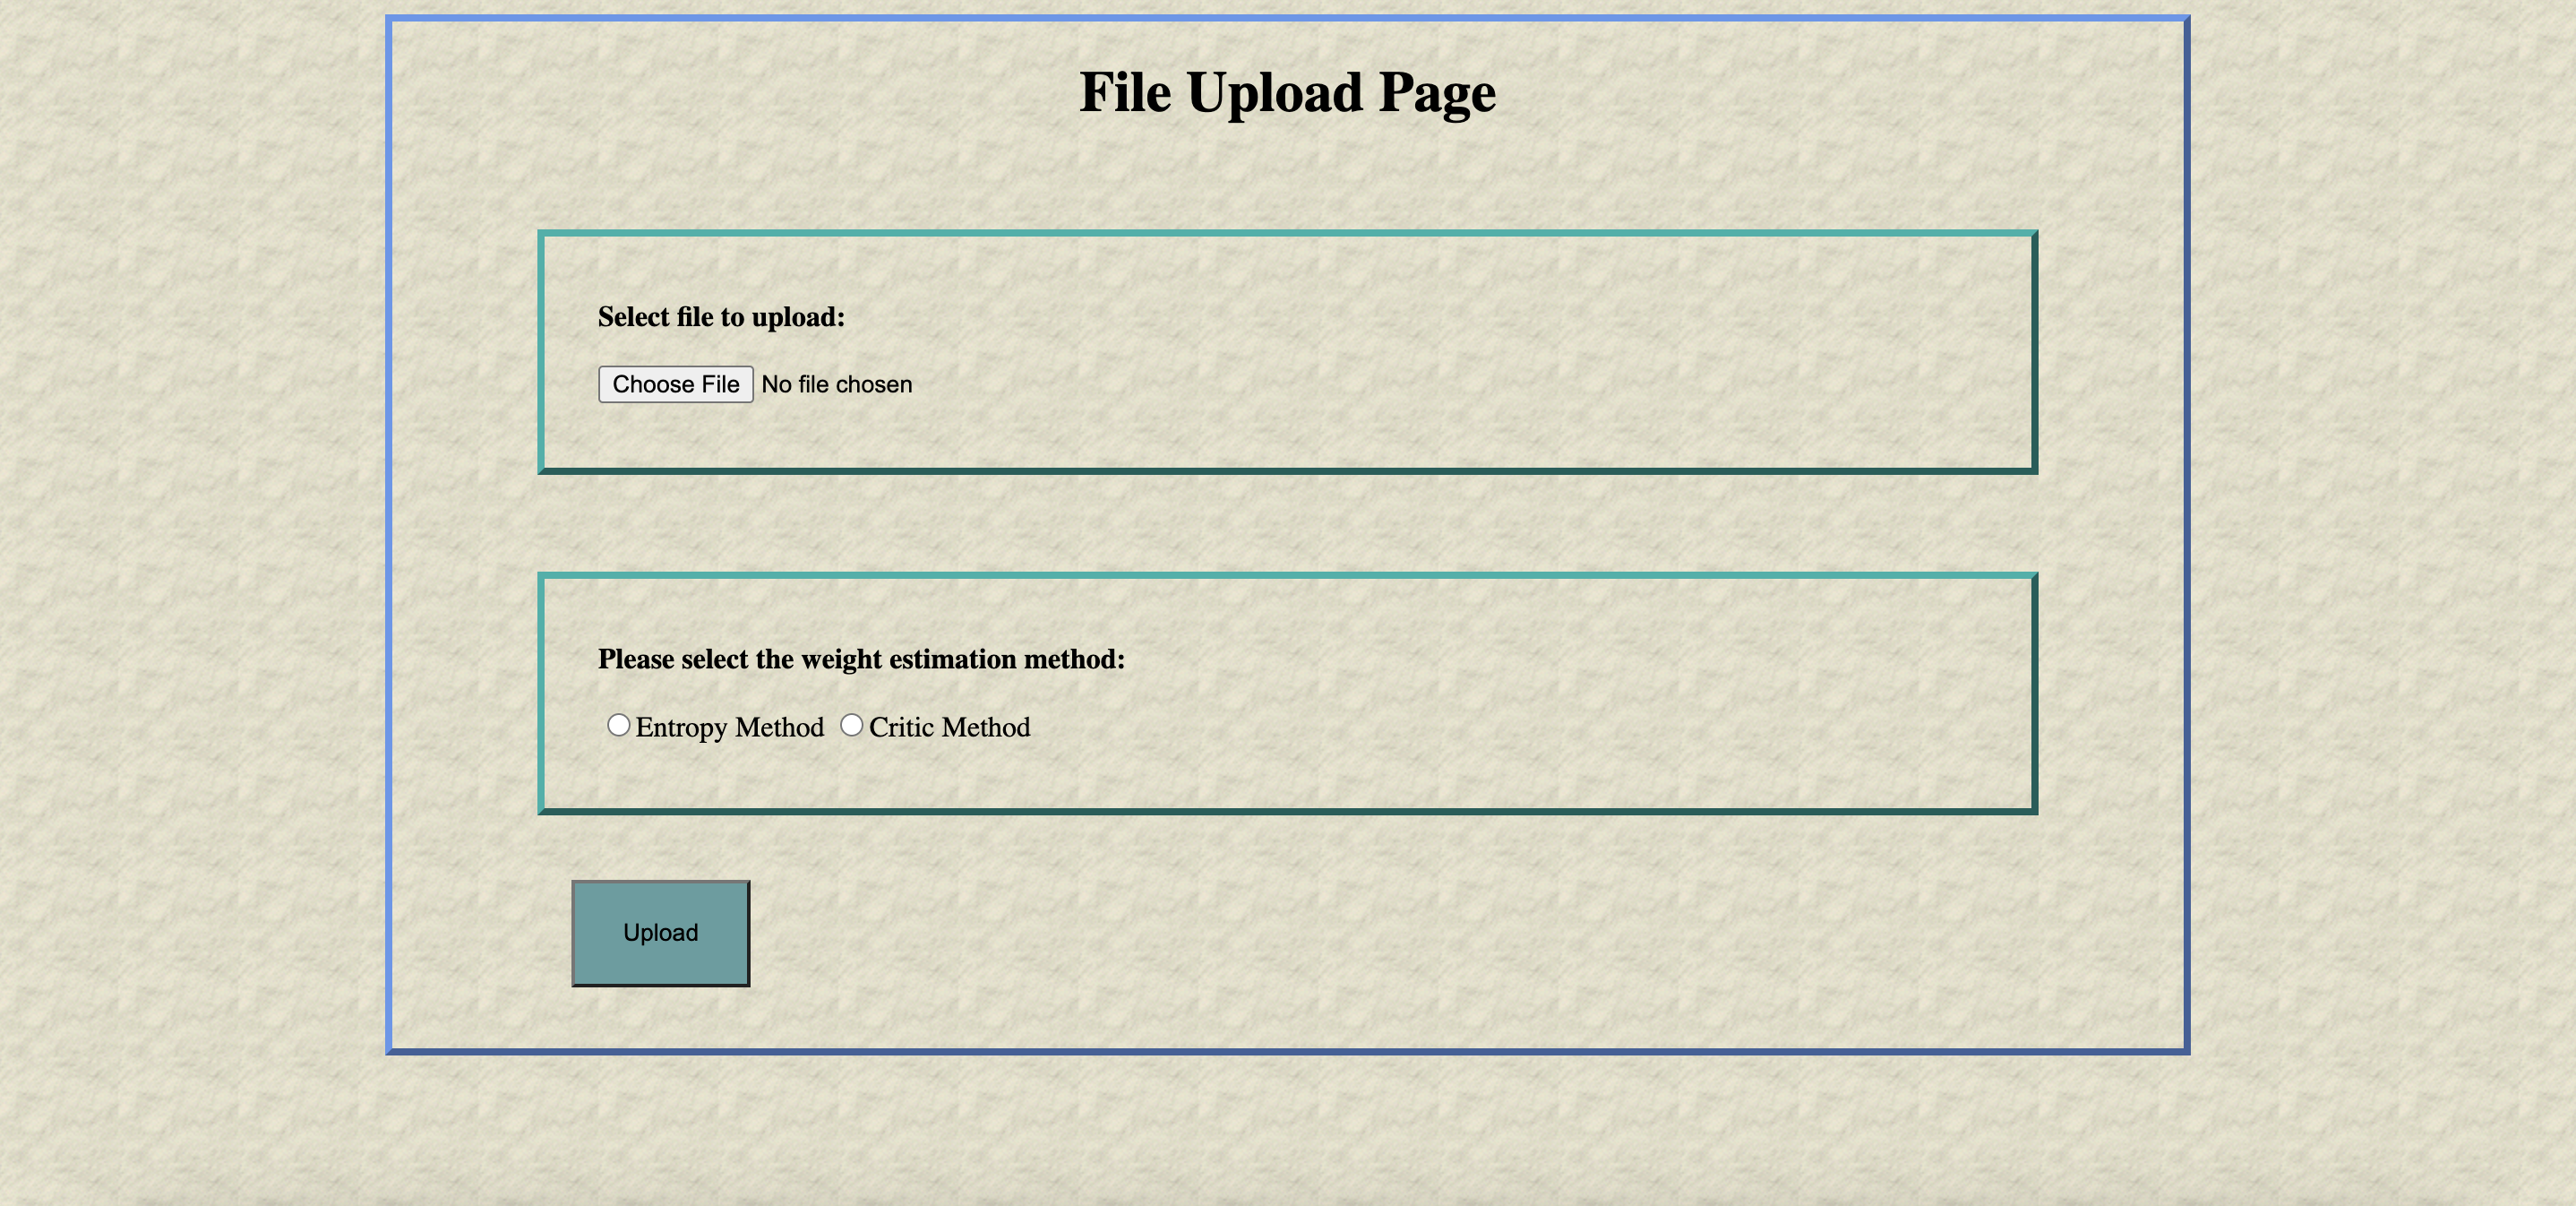 File Upload Page
Select file to upload:
Choose File No file chosen
Please select the weight estimation method:
Entropy Method Critic Method
Upload